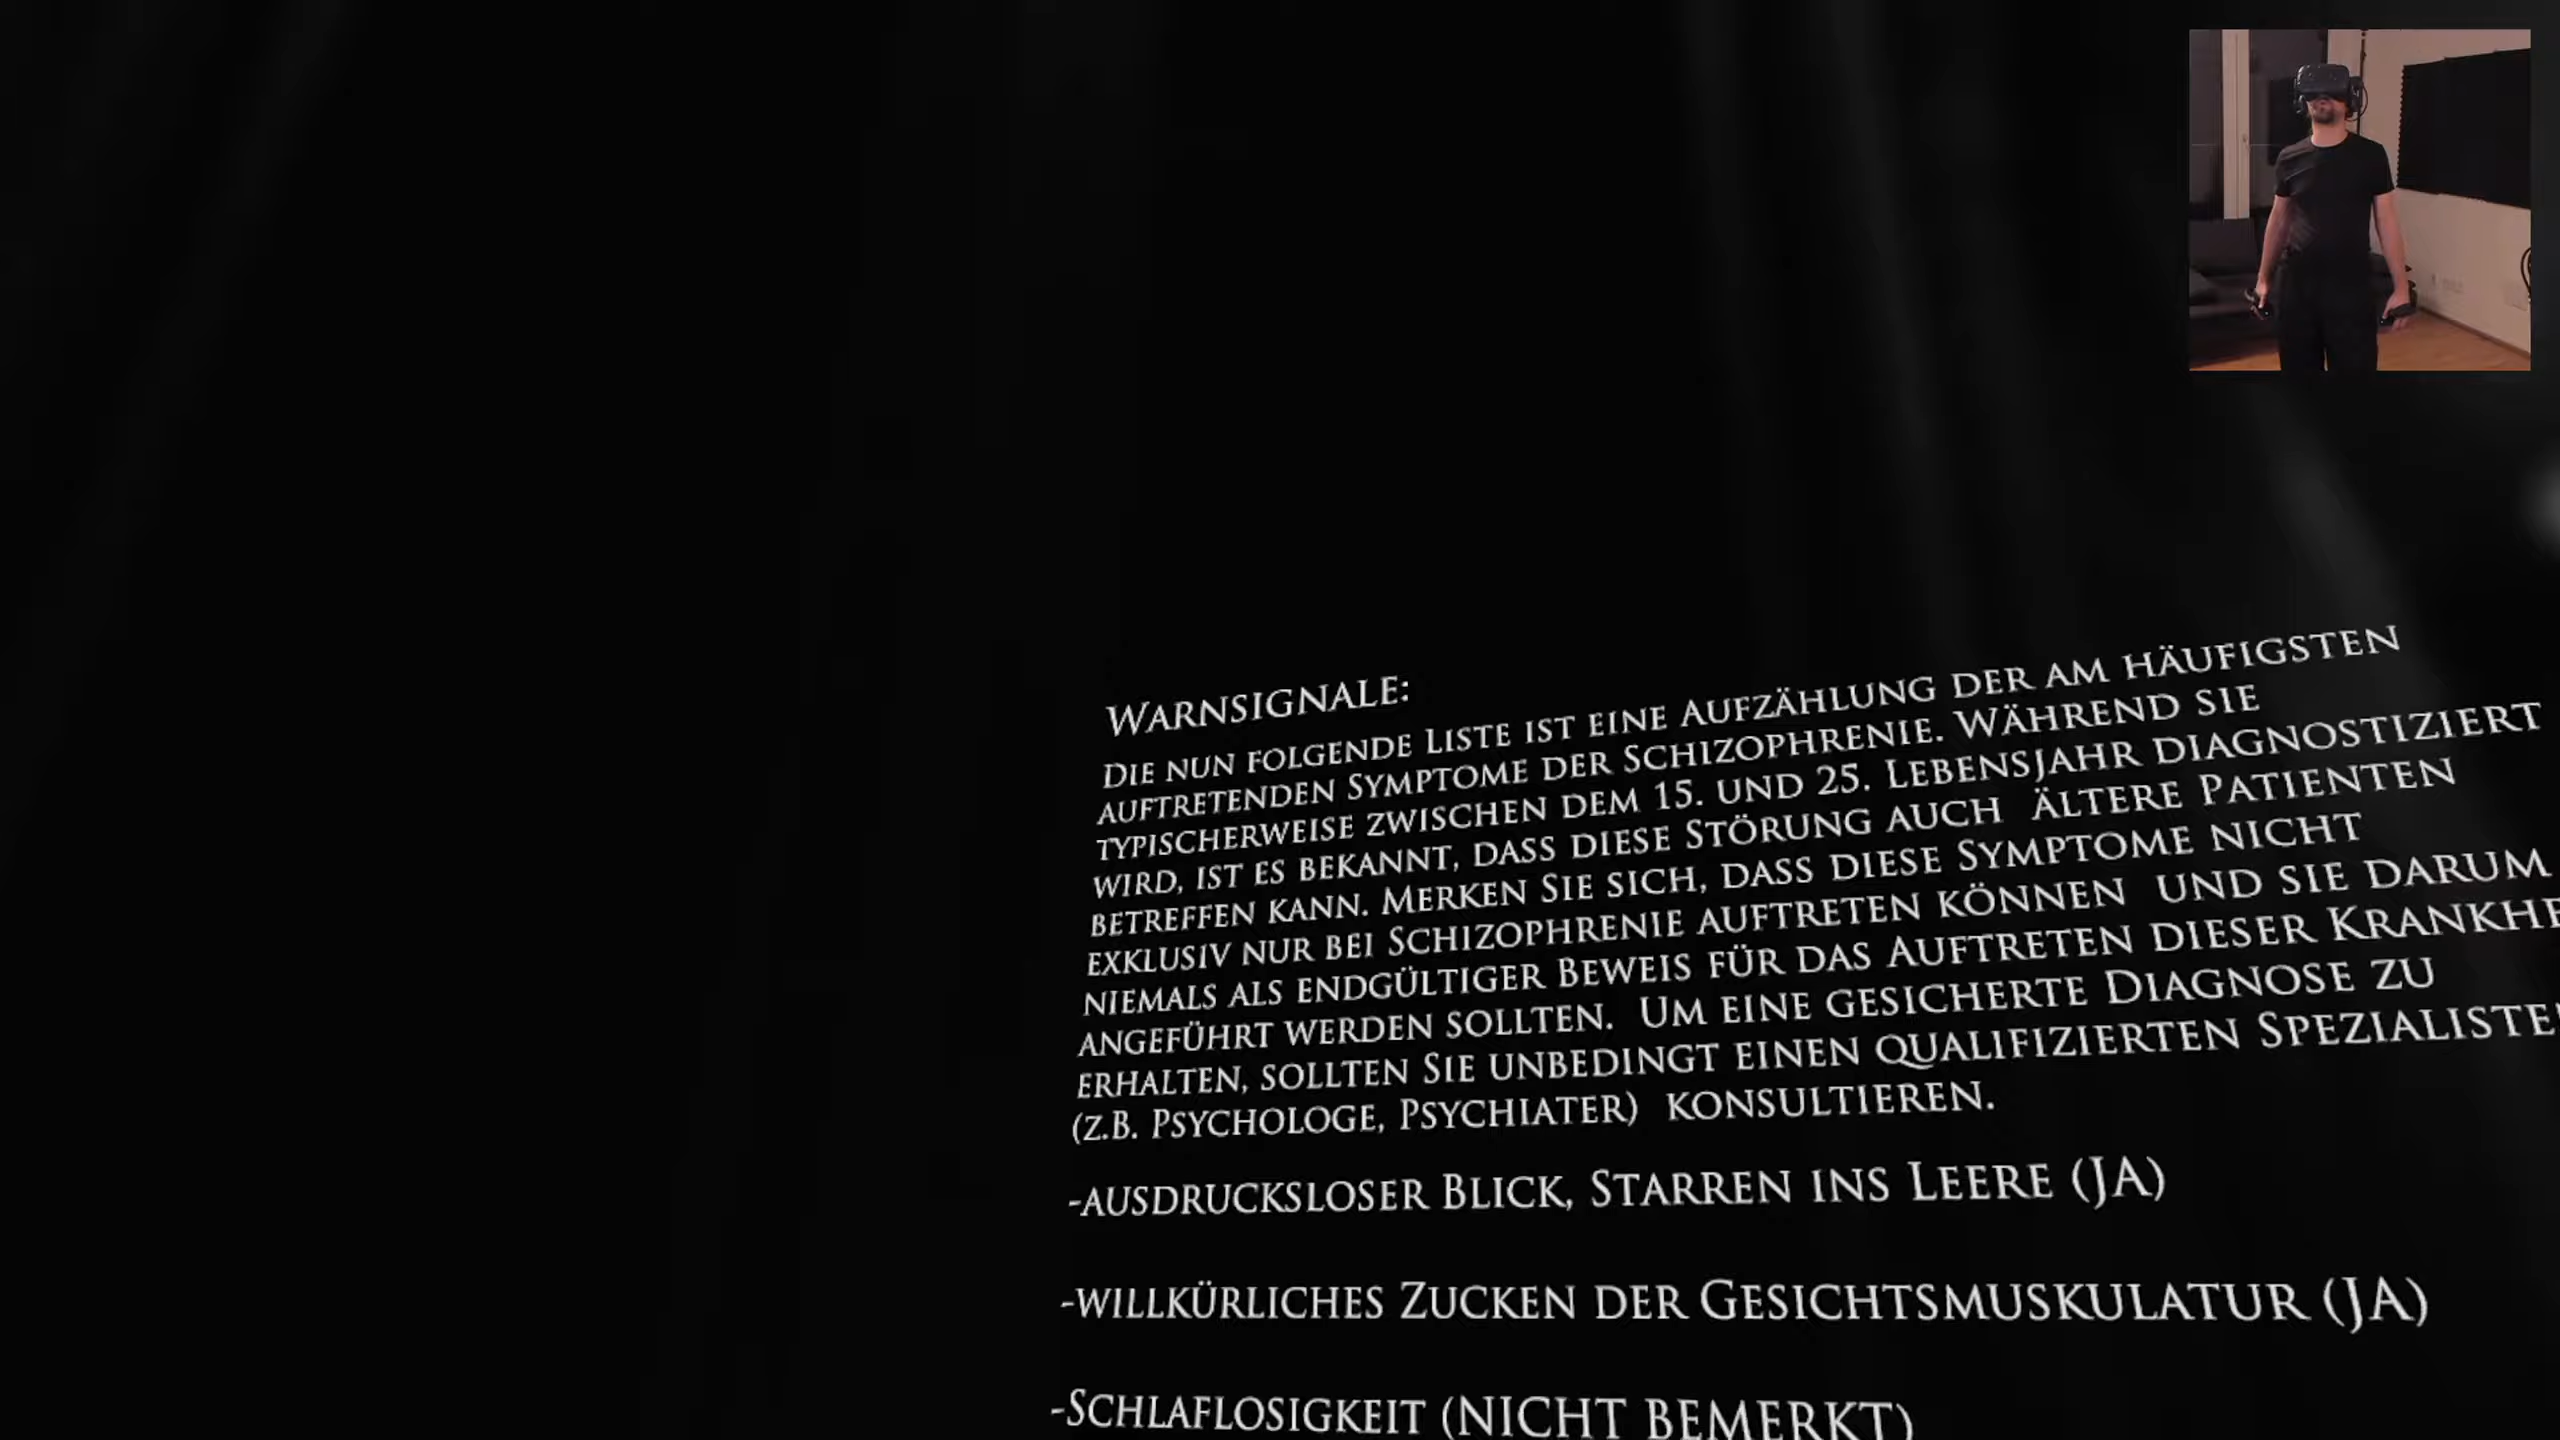 Warnsignale:
die nun folgende Liste ist eine Aufzählung der am häufigsten
auftretenden Symptome der Schizophrenie. Während sie
typischerweise zwischen dem 15. und 25. Lebensjahr diagnostiziert
wird, ist es bekannt, dass diese Störung auch ältere Patienten
betreffen kann. Merken Sie sich, dass diese Symptome nicht
exklusiv nur bei Schizophrenie auftreten können und sie darum
niemals als endgültiger Beweis für das Auftreten dieser Krankhe
angeführt werden sollten. Um eine gesicherte Diagnose zu
erhalten, sollten Sie unbedingt einen qualifizierten Spezialiste
(z.B. Psychologe, Psychiater) konsultieren.
-ausdrucksloser Blick, Starren ins Leere (JA)
-willkürliches Zucken der Gesichtsmuskulatur (JA)
-Schlaflosigkeit (NICHT BEMERKT)